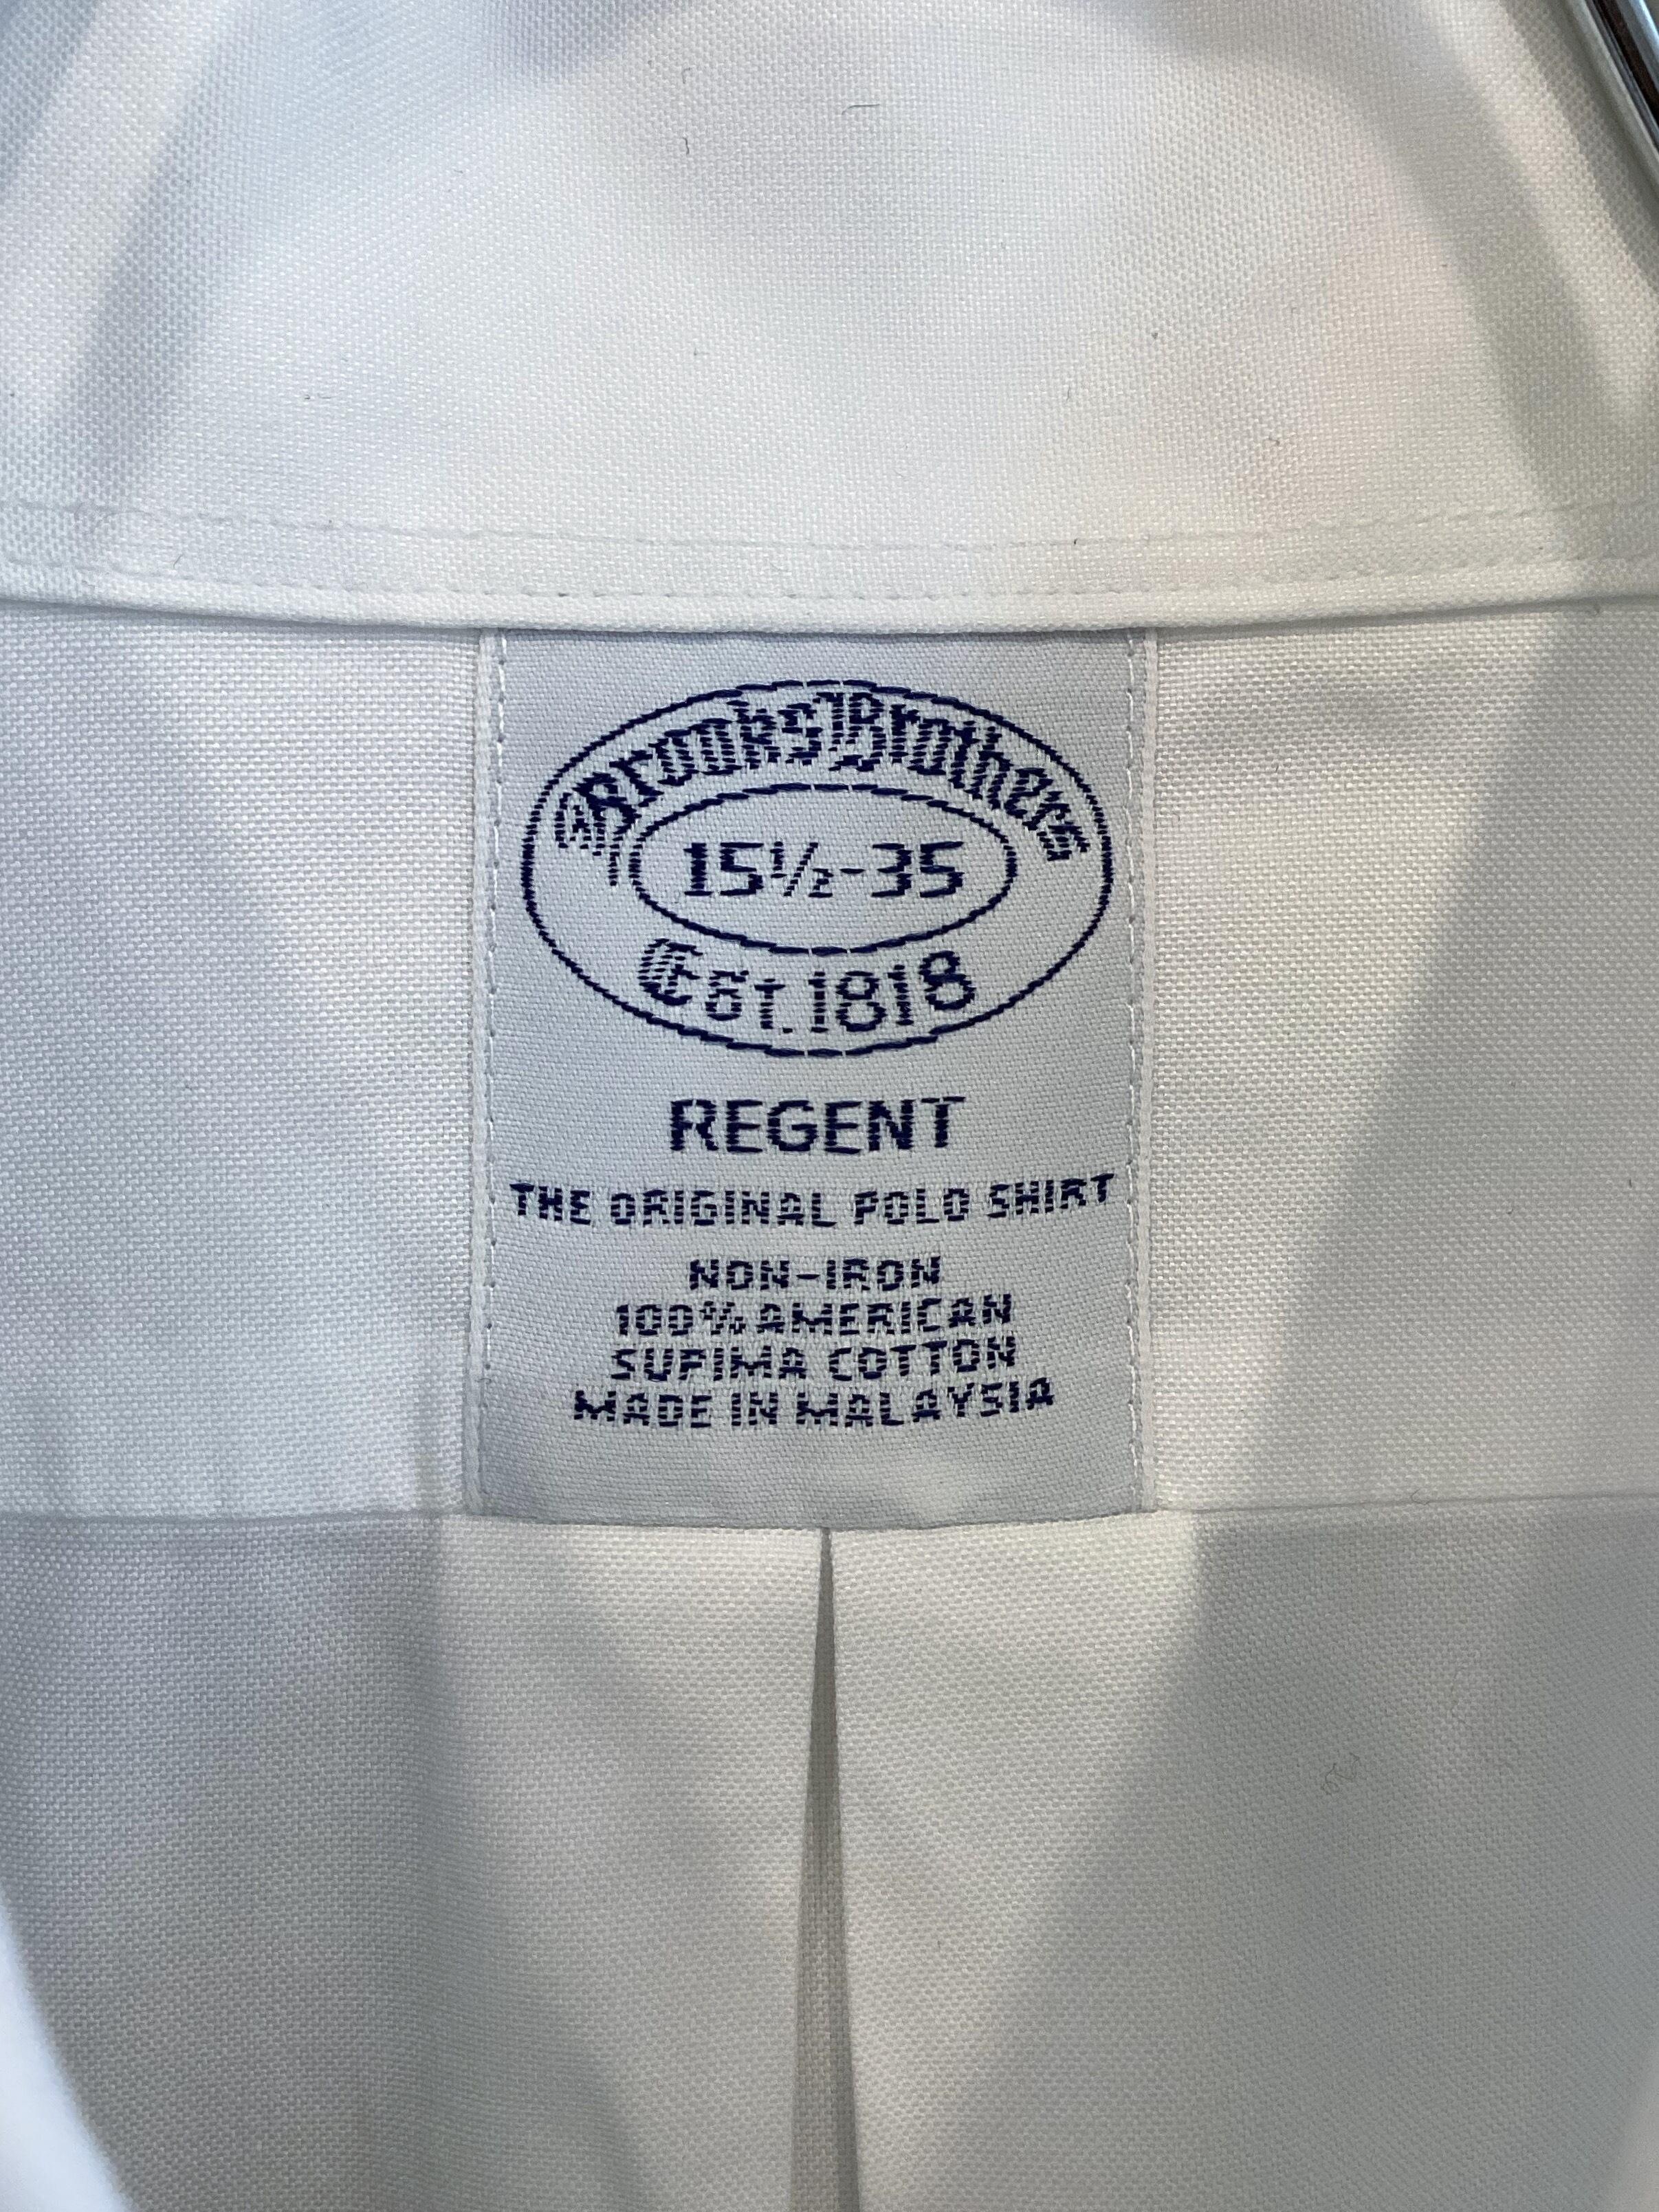 Brooks Brothers
15½-35
Est. 1818
REGENT
THE ORIGINAL POLO SHIRT
NON-IRON
100% AMERICAN
SUPIMA COTTON
MADE IN MALAYSIA